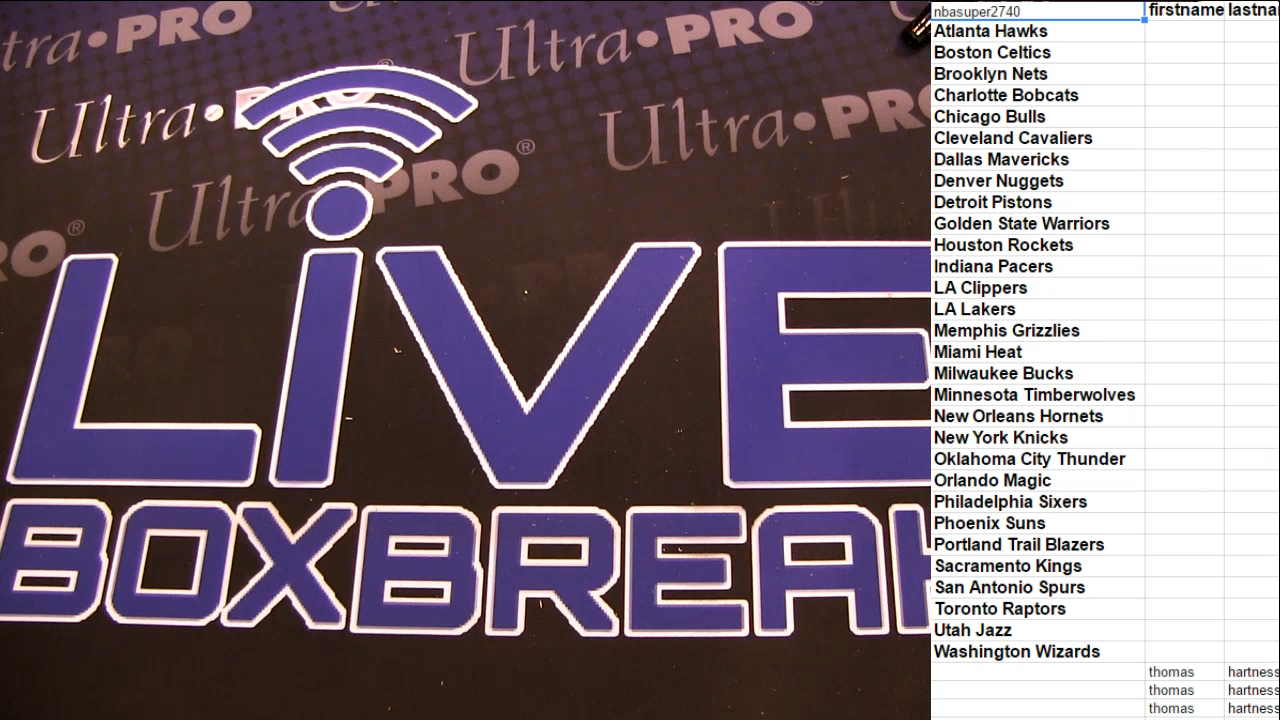 tra•PRO
Ultra•PRO
Ultra•PRO®
Ultra•PRO
Ultra PRO®
RO®
LiVE
BOXBREA
nbasuper2740 firstname lastna
Atlanta Hawks
Boston Celtics
Brooklyn Nets
Charlotte Bobcats
Chicago Bulls
Cleveland Cavaliers
Dallas Mavericks
Denver Nuggets
Detroit Pistons
Golden State Warriors
Houston Rockets
Indiana Pacers
LA Clippers
LA Lakers
Memphis Grizzlies
Miami Heat
Milwaukee Bucks
Minnesota Timberwolves
New Orleans Hornets
New York Knicks
Oklahoma City Thunder
Orlando Magic
Philadelphia Sixers
Phoenix Suns
Portland Trail Blazers
Sacramento Kings
San Antonio Spurs
Toronto Raptors
Utah Jazz
Washington Wizards
thomas hartness
thomas hartness
thomas hartness